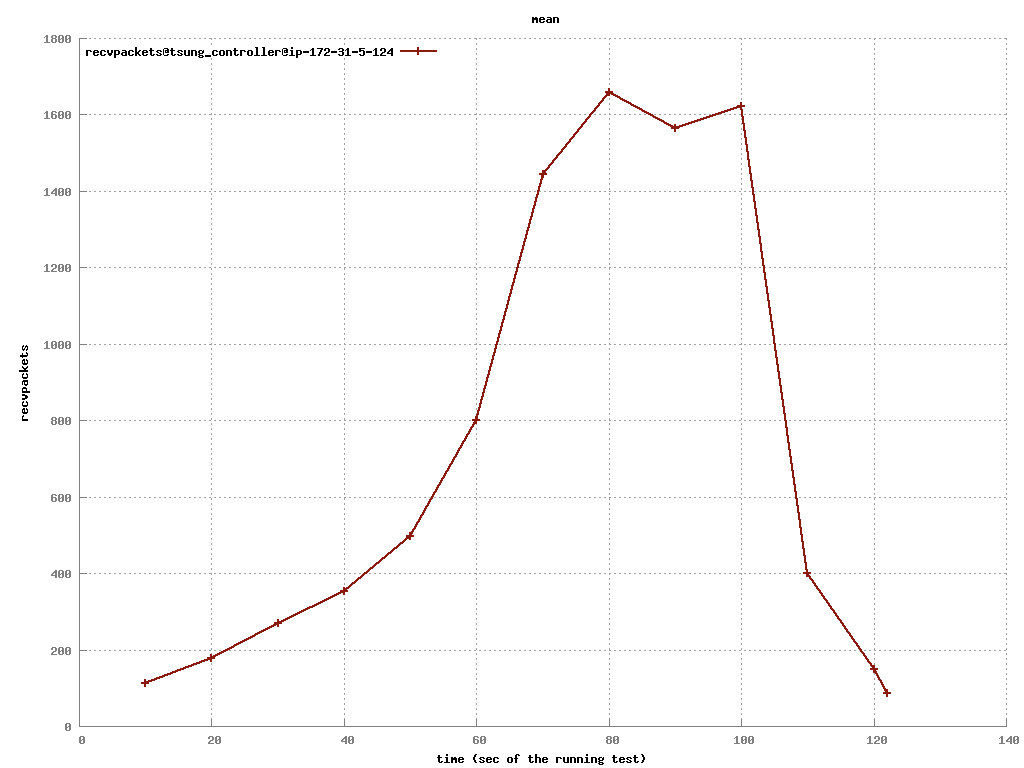 mean
recvpackets@tsung_controller@ip-172-31-5-124
1800
1600
1400
1200
1000
800
600
400
200
0
recvpackets
0 20 40 60 80 100 120 140
time (sec of the running test)